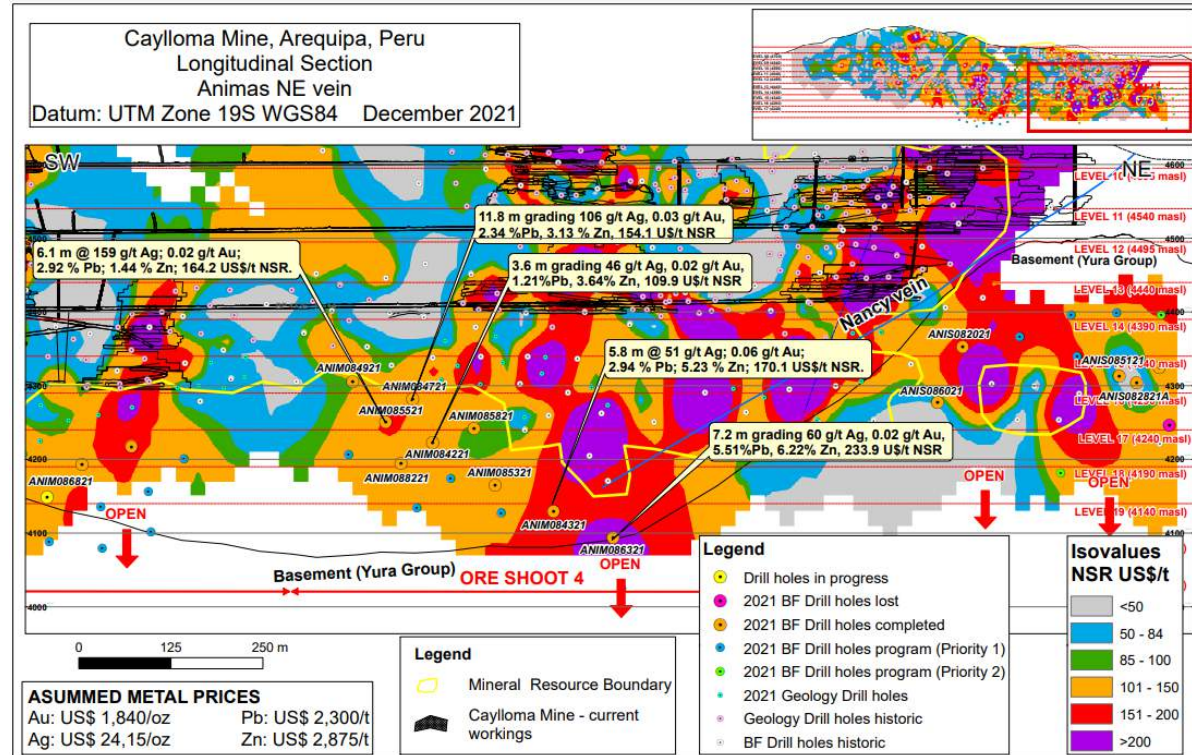 Caylloma Mine, Arequipa, Peru
Longitudinal Section
Animas NE vein
Datum: UTM Zone 19S WGS84 December 2021
SW
NE
4600
LEVEL 11 (4540 masl)
4500
LEVEL 12 (4495 masl)
Basement (Yura Group)
LEVEL 13 (4440 masl)
4400
LEVEL 14 (4390 masl)
4300
LEVEL 17 (4240 masl)
4200
LEVEL 18 (4190 masl)
LEVEL 19 (4140 masl)
4100
4000
11.8 m grading 106 g/t Ag, 0.03 g/t Au,
2.34 %Pb, 3.13 % Zn, 154.1 U$/t NSR
6.1 m @ 159 g/t Ag; 0.02 g/t Au;
2.92 % Pb; 1.44 % Zn; 164.2 US$/t NSR.
3.6 m grading 46 g/t Ag, 0.02 g/t Au,
1.21%Pb, 3.64% Zn, 109.9 U$/t NSR
Nancy vein
5.8 m @ 51 g/t Ag; 0.06 g/t Au;
2.94 % Pb; 5.23 % Zn; 170.1 US$/t NSR.
7.2 m grading 60 g/t Ag, 0.02 g/t Au,
5.51%Pb, 6.22% Zn, 233.9 U$/t NSR
ANIS082021
ANIS085121
ANIM084921
ANIM084721
ANIS086021
ANIS082821A
ANIM085521
ANIM085821
ANIM084221
ANIM088221
ANIM085321
ANIM086821
ANIM084321
ANIM086321
OPEN
OPEN
OPEN
OPEN
Basement (Yura Group)
ORE SHOOT 4
0 125 250 m
ASUMMED METAL PRICES
Au: US$ 1,840/oz Pb: US$ 2,300/t
Ag: US$ 24,15/oz Zn: US$ 2,875/t
Legend
Mineral Resource Boundary
Caylloma Mine - current
workings
Legend
Drill holes in progress
2021 BF Drill holes lost
2021 BF Drill holes completed
2021 BF Drill holes program (Priority 1)
2021 BF Drill holes program (Priority 2)
2021 Geology Drill holes
Geology Drill holes historic
BF Drill holes historic
Isovalues
NSR US$/t
<50
50 - 84
85 - 100
101 - 150
151 - 200
>200